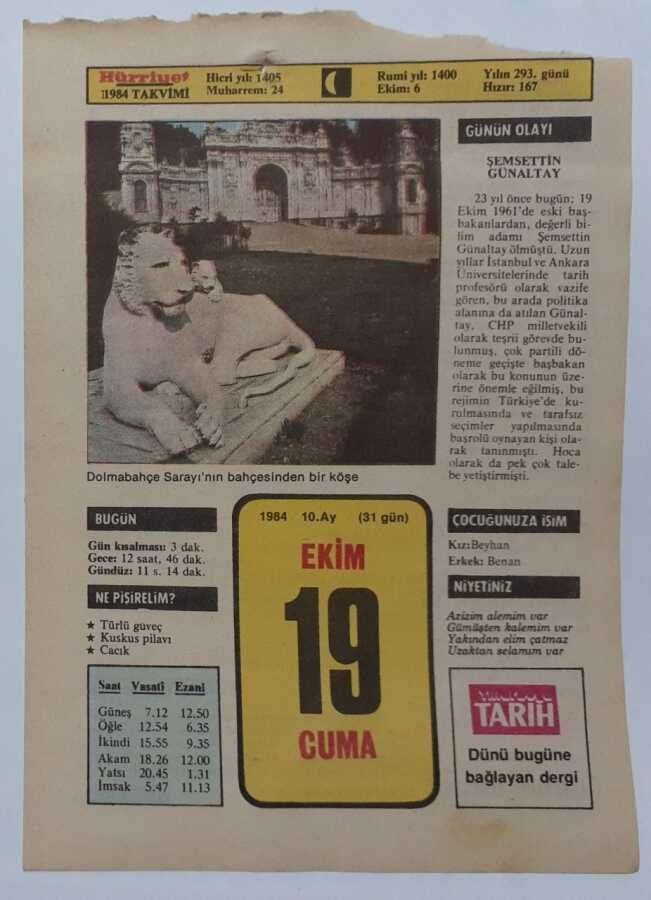 Hürriyet
1984 TAKVİMİ
Hicri yıl: 1405
Muharrem: 24
Rumi yıl: 1400
Ekim: 6
Yılın 293. günü
Hızır: 167
Dolmabahçe Sarayı'nın bahçesinden bir köşe
GÜNÜN OLAYI
ŞEMSETTİN
GÜNALTAY
23 yıl önce bugün; 19
Ekim 1961'de eski baş-
bakanlardan, değerli bi-
lim adamı Şemsettin
Günaltay ölmüştü. Uzun
yıllar İstanbul ve Ankara
Üniversitelerinde tarih
profesörü olarak vazife
gören, bu arada politika
alanına da atılan Günal-
tay, CHP milletvekili
olarak teşrii görevde bu-
lunmuş, çok partili dö-
neme geçişte başbakan
olarak bu konunun üze-
rine önemle eğilmiş, bu
rejimin Türkiye'de ku-
rulmasında ve tarafsız
seçimler yapılmasında
başrolü oynayan kişi ola-
rak tanınmıştı. Hoca
olarak da pek çok tale-
be yetiştirmişti.
BUGÜN
Gün kısalması: 3 dak.
Gece: 12 saat, 46 dak.
Gündüz: 11 s. 14 dak.
NE PİŞİRELİM?
★ Türlü güveç
★ Kuskus pilavı
★ Cacık
Saat Vasatî Ezanî
Güneş 7.12 12.50
Öğle 12.54 6.35
İkindi 15.55 9.35
Akam 18.26 12.00
Yatsı 20.45 1.31
İmsak 5.47 11.13
1984 10.Ay (31 gün)
EKİM
19
CUMA
ÇOCUĞUNUZA İSİM
Kız:Beyhan
Erkek: Benan
NİYETİNİZ
Azizim alemim var
Gümüşten kalemim var
Yakından elim çatmaz
Uzaktan selamım var
TARİH
Dünü bugüne
bağlayan dergi